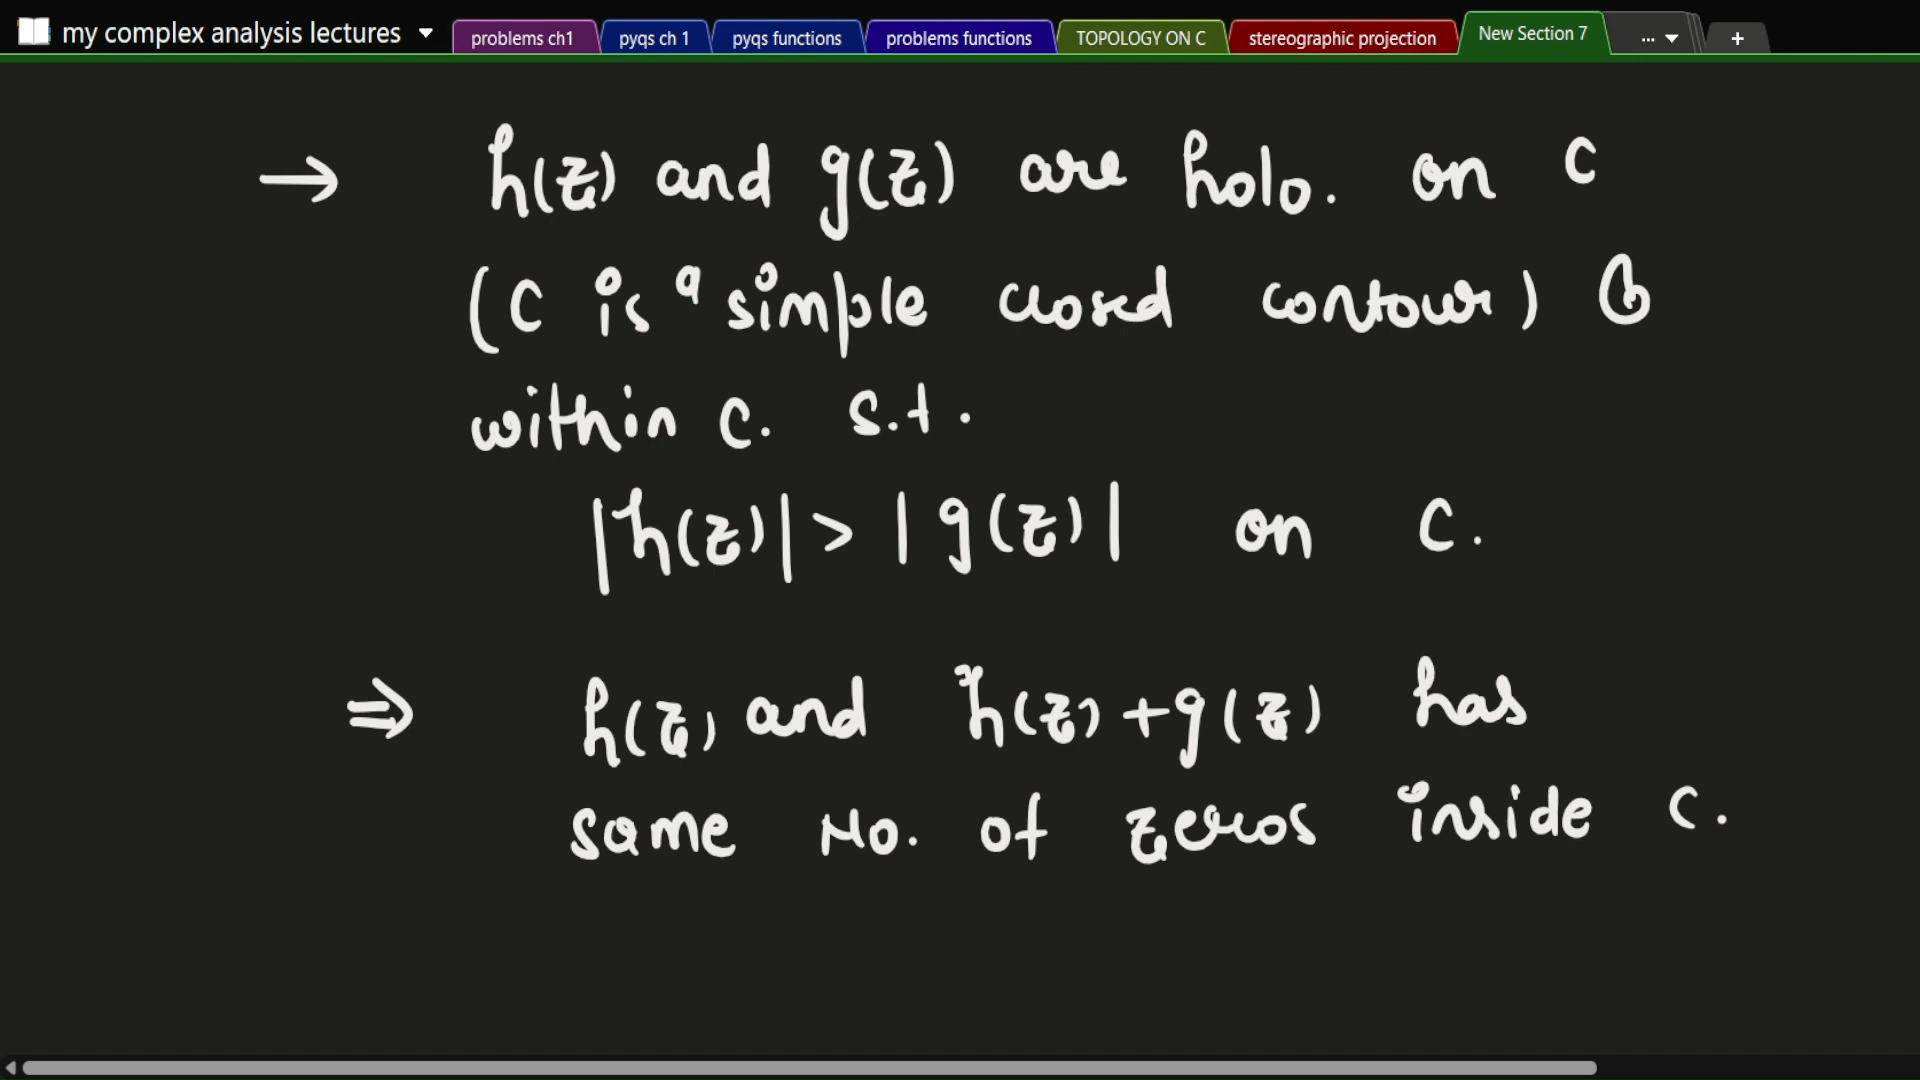 my complex analysis lectures
problems ch1 pyqs ch 1 pyqs functions problems functions TOPOLOGY ON C stereographic projection New Section 7 ... +
→ h(z) and g(z) are holo. on C
(C is a simple closed contour) &
within C. s.t.
|h(z)| > |g(z)| on C.
⇒ h(z) and h(z)+g(z) has
same No. of zeros inside C.